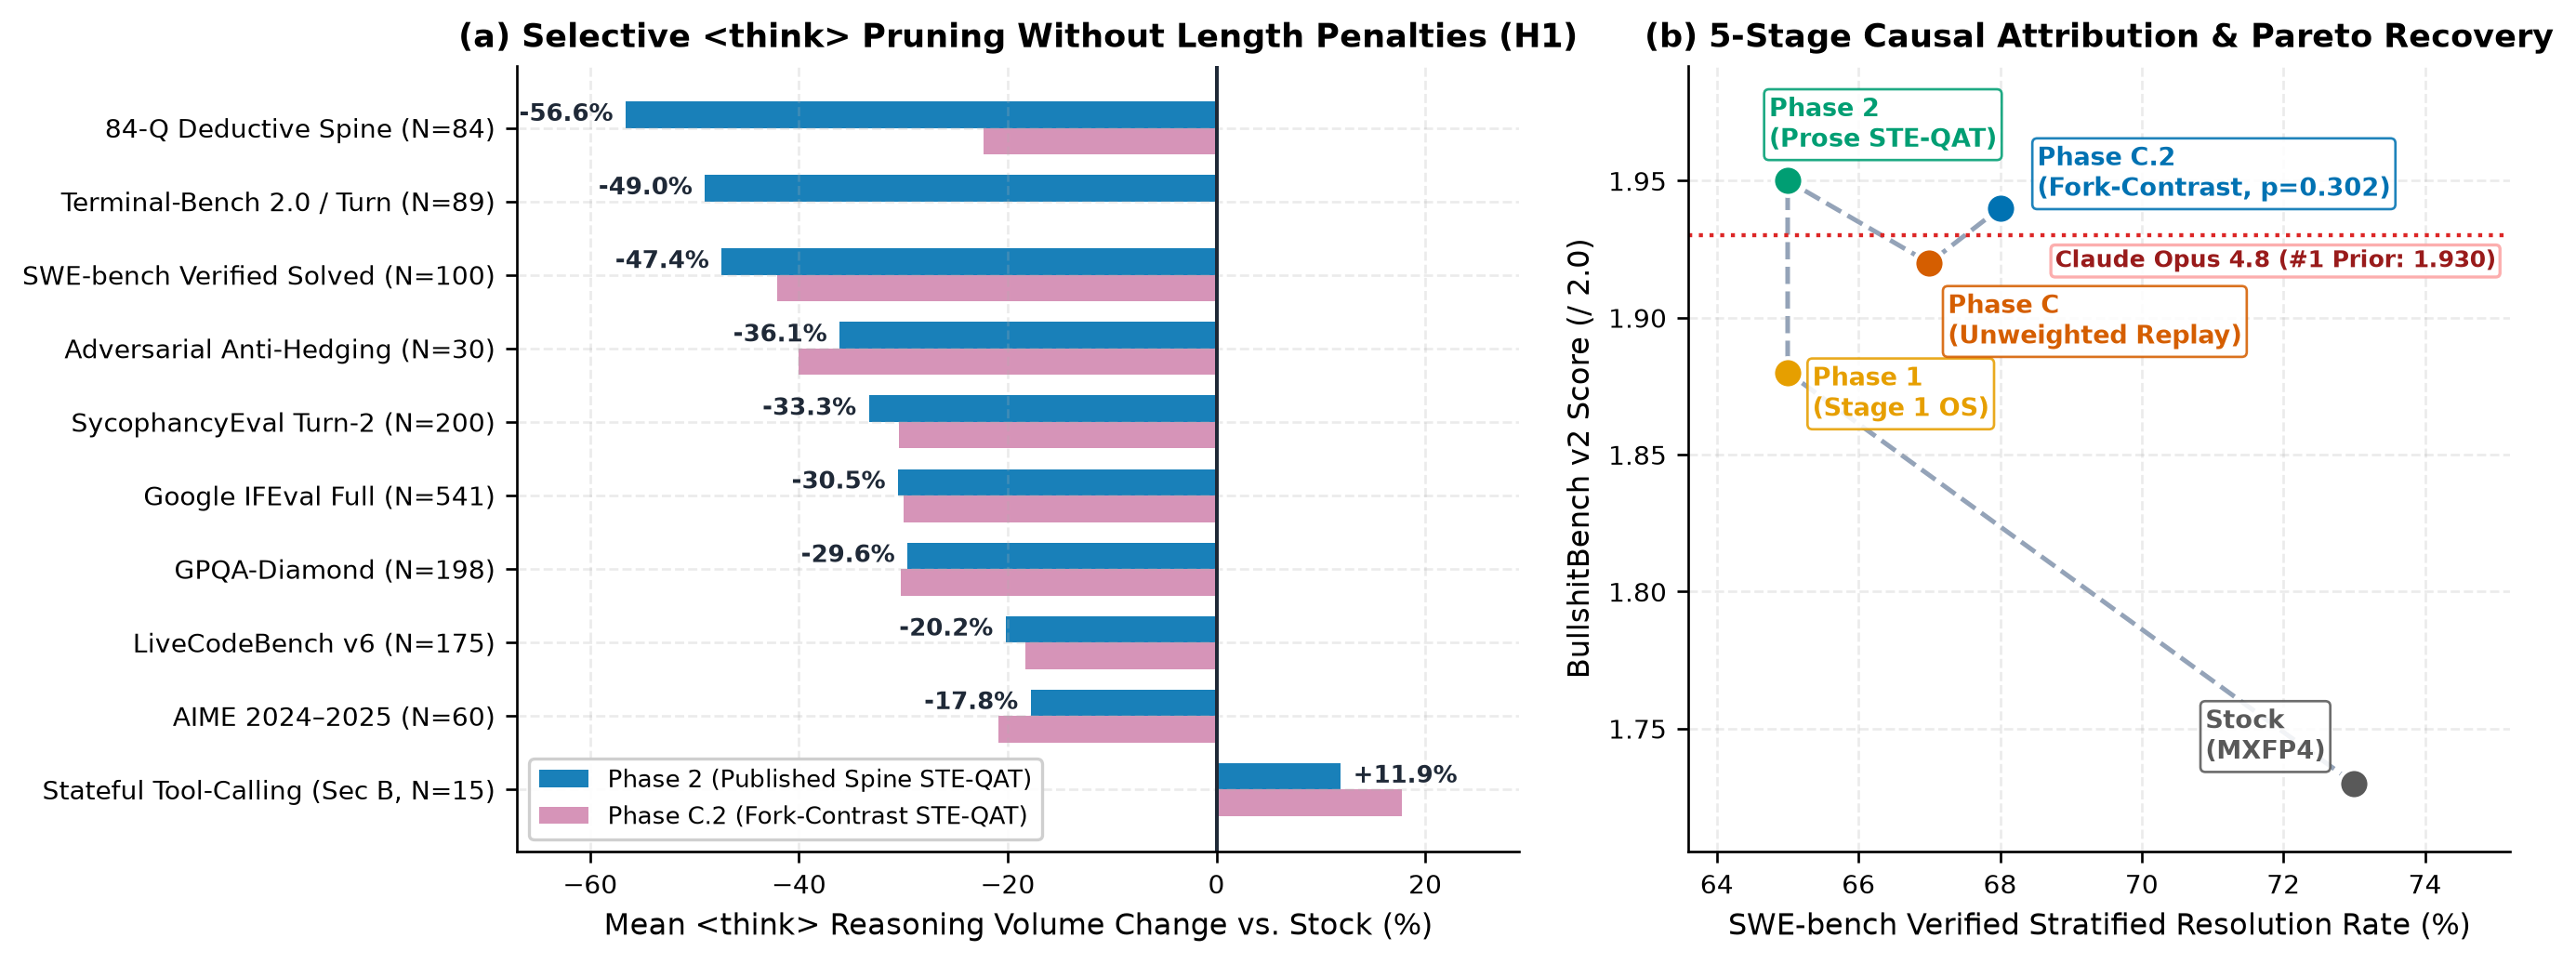 (a) Selective <think> Pruning Without Length Penalties (H1)
84-Q Deductive Spine (N=84)
-56.6%
Terminal-Bench 2.0 / Turn (N=89)
-49.0%
SWE-bench Verified Solved (N=100)
-47.4%
Adversarial Anti-Hedging (N=30)
-36.1%
SycophancyEval Turn-2 (N=200)
-33.3%
Google IFEval Full (N=541)
-30.5%
GPQA-Diamond (N=198)
-29.6%
LiveCodeBench v6 (N=175)
-20.2%
AIME 2024–2025 (N=60)
-17.8%
Stateful Tool-Calling (Sec B, N=15)
+11.9%
Phase 2 (Published Spine STE-QAT)
Phase C.2 (Fork-Contrast STE-QAT)
−60
−40
−20
0
20
Mean <think> Reasoning Volume Change vs. Stock (%)
(b) 5-Stage Causal Attribution & Pareto Recovery
BullshitBench v2 Score (/ 2.0)
1.95
1.90
1.85
1.80
1.75
Phase 2
(Prose STE-QAT)
Phase C.2
(Fork-Contrast, p=0.302)
Claude Opus 4.8 (#1 Prior: 1.930)
Phase C
(Unweighted Replay)
Phase 1
(Stage 1 OS)
Stock
(MXFP4)
64
66
68
70
72
74
SWE-bench Verified Stratified Resolution Rate (%)